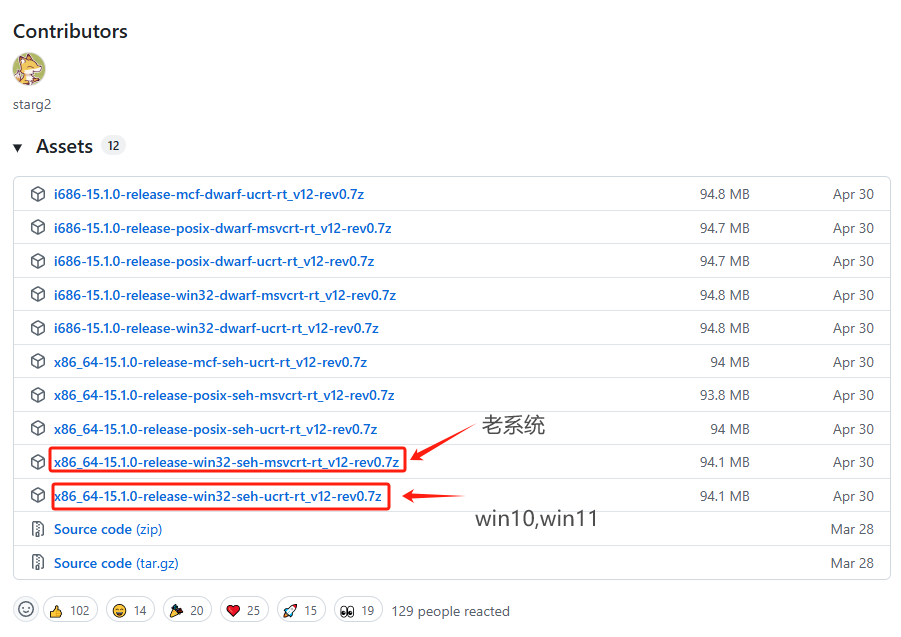 Contributors
starg2
Assets 12
i686-15.1.0-release-mcf-dwarf-ucrt-rt_v12-rev0.7z 94.8 MB Apr 30
i686-15.1.0-release-posix-dwarf-msvcrt-rt_v12-rev0.7z 94.7 MB Apr 30
i686-15.1.0-release-posix-dwarf-ucrt-rt_v12-rev0.7z 94.7 MB Apr 30
i686-15.1.0-release-win32-dwarf-msvcrt-rt_v12-rev0.7z 94.8 MB Apr 30
i686-15.1.0-release-win32-dwarf-ucrt-rt_v12-rev0.7z 94.8 MB Apr 30
x86_64-15.1.0-release-mcf-seh-ucrt-rt_v12-rev0.7z 94 MB Apr 30
x86_64-15.1.0-release-posix-seh-msvcrt-rt_v12-rev0.7z 93.8 MB Apr 30
x86_64-15.1.0-release-posix-seh-ucrt-rt_v12-rev0.7z 94 MB Apr 30
老系统
x86_64-15.1.0-release-win32-seh-msvcrt-rt_v12-rev0.7z 94.1 MB Apr 30
x86_64-15.1.0-release-win32-seh-ucrt-rt_v12-rev0.7z 94.1 MB Apr 30
win10,win11
Source code (zip) Mar 28
Source code (tar.gz) Mar 28
102 14 20 25 15 19 129 people reacted